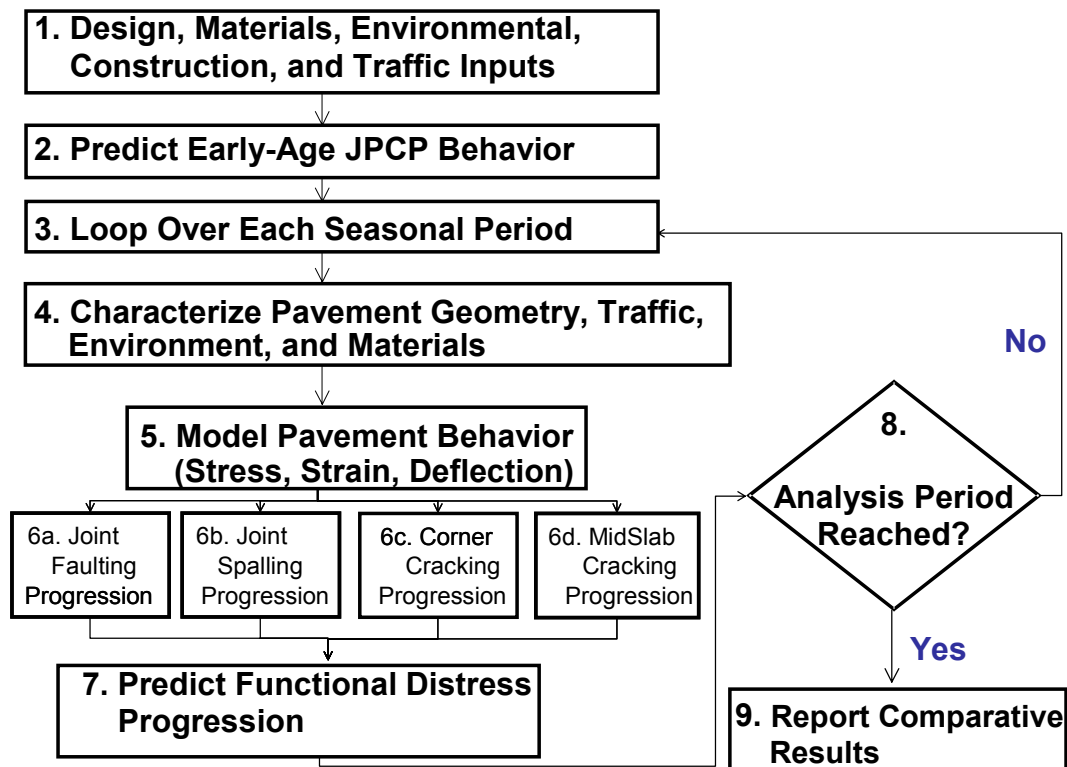 1. Design, Materials, Environmental,
Construction, and Traffic Inputs
2. Predict Early-Age JPCP Behavior
3. Loop Over Each Seasonal Period
4. Characterize Pavement Geometry, Traffic,
Environment, and Materials
5. Model Pavement Behavior
(Stress, Strain, Deflection)
6a. Joint
Faulting
Progression
6b. Joint
Spalling
Progression
6c. Corner
Cracking
Progression
6d. MidSlab
Cracking
Progression
7. Predict Functional Distress
Progression
8.
Analysis Period
Reached?
No
Yes
9. Report Comparative
Results